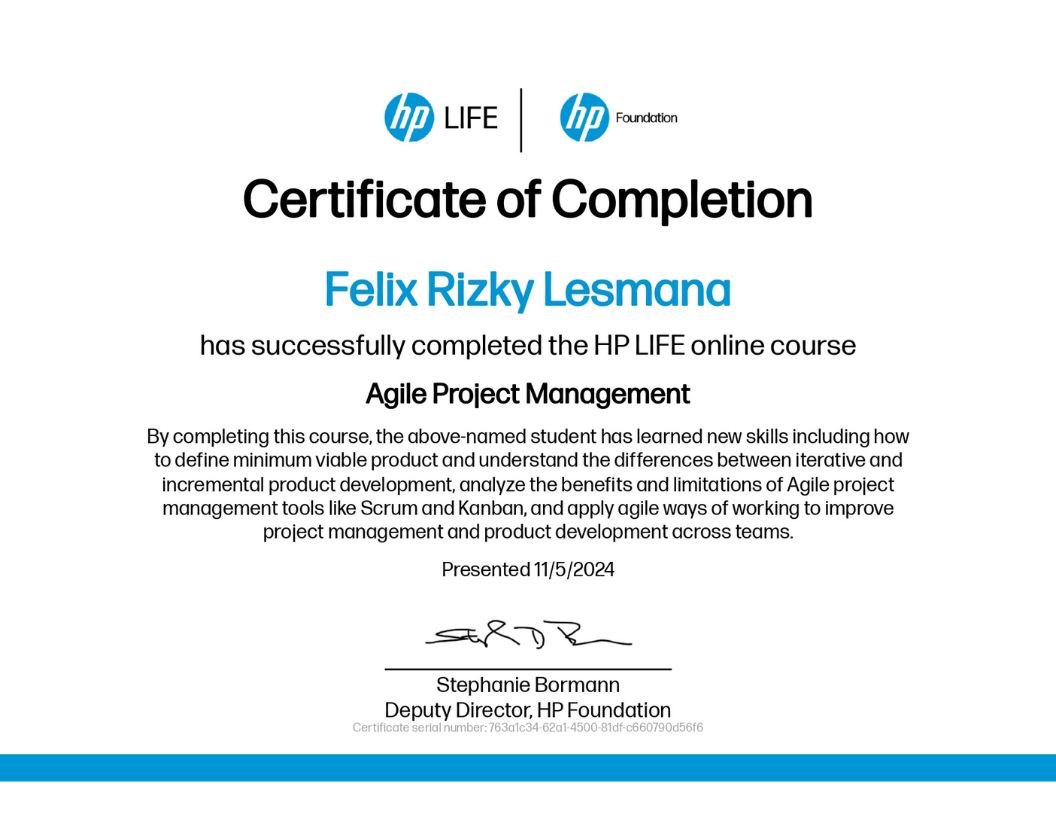 hp LIFE | hp Foundation
Certificate of Completion
Felix Rizky Lesmana
has successfully completed the HP LIFE online course
Agile Project Management
By completing this course, the above-named student has learned new skills including how
to define minimum viable product and understand the differences between iterative and
incremental product development, analyze the benefits and limitations of Agile project
management tools like Scrum and Kanban, and apply agile ways of working to improve
project management and product development across teams.
Presented 11/5/2024
Stephanie Bormann
Deputy Director, HP Foundation
Certificate serial number: 763a1c34-62a1-4500-81df-c660790d56f6